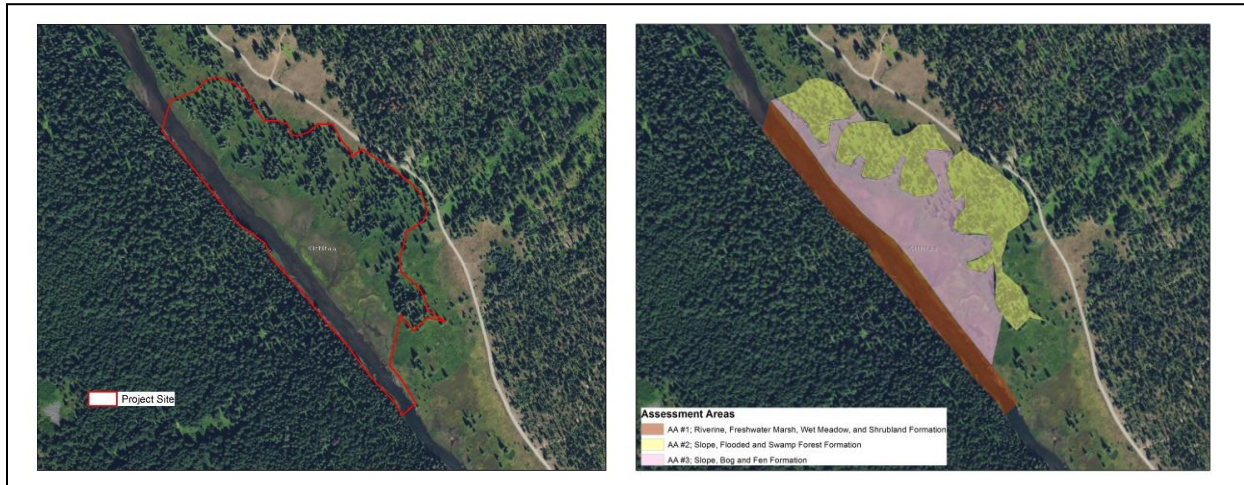 Kittitas
Project Site
Assessment Areas
AA #1; Riverine, Freshwater Marsh, Wet Meadow, and Shrubland Formation
AA #2; Slope, Flooded and Swamp Forest Formation
AA #3; Slope, Bog and Fen Formation